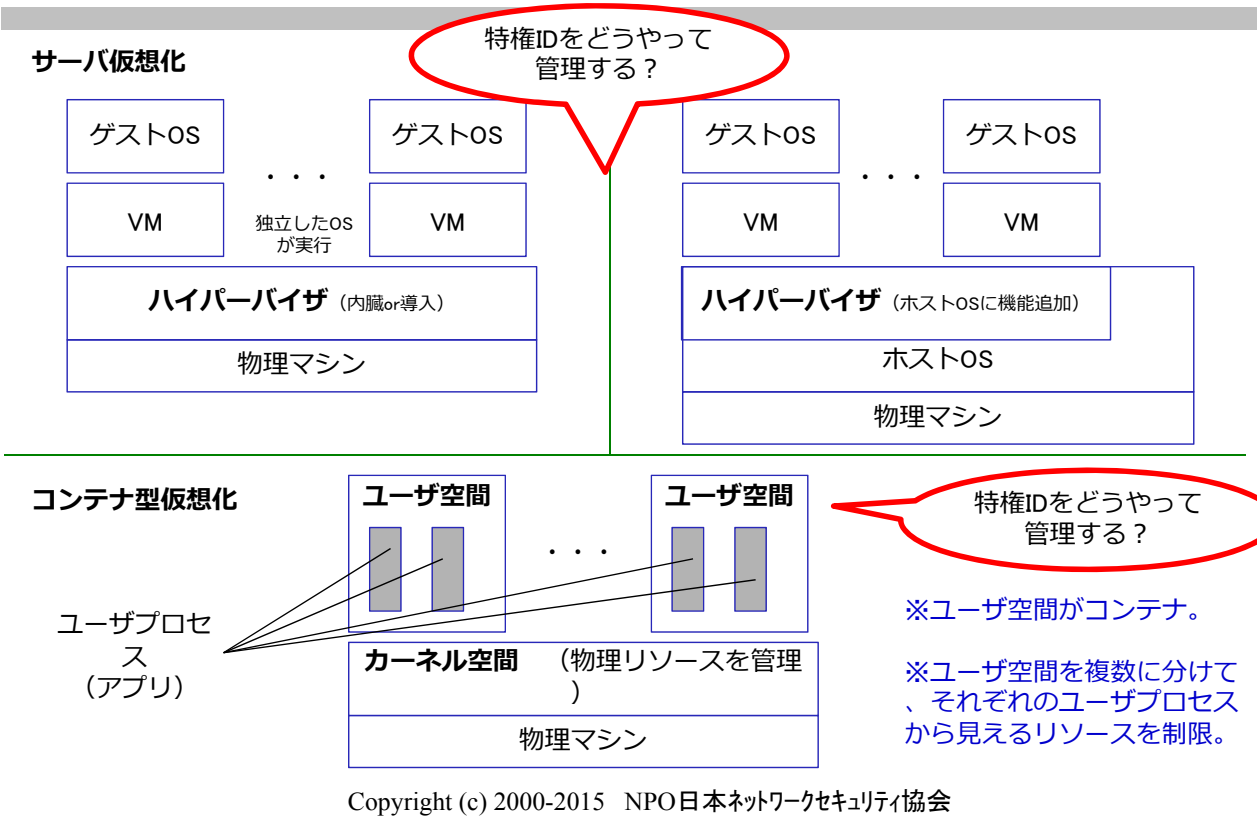 特権IDをどうやって
管理する？
サーバ仮想化
ゲストOS
ゲストOS
・・・
VM
独立したOS
が実行
VM
ハイパーバイザ（内臓or導入）
物理マシン
ゲストOS
ゲストOS
・・・
VM
VM
ハイパーバイザ（ホストOSに機能追加）
ホストOS
物理マシン
コンテナ型仮想化
ユーザ空間
ユーザ空間
・・・
特権IDをどうやって
管理する？
ユーザプロセ
ス
（アプリ）
カーネル空間　（物理リソースを管理
）
物理マシン
※ユーザ空間がコンテナ。
※ユーザ空間を複数に分けて
、それぞれのユーザプロセス
から見えるリソースを制限。
Copyright (c) 2000-2015 NPO日本ﾈｯﾄﾜｰｸｾｷｭﾘﾃｨ協会